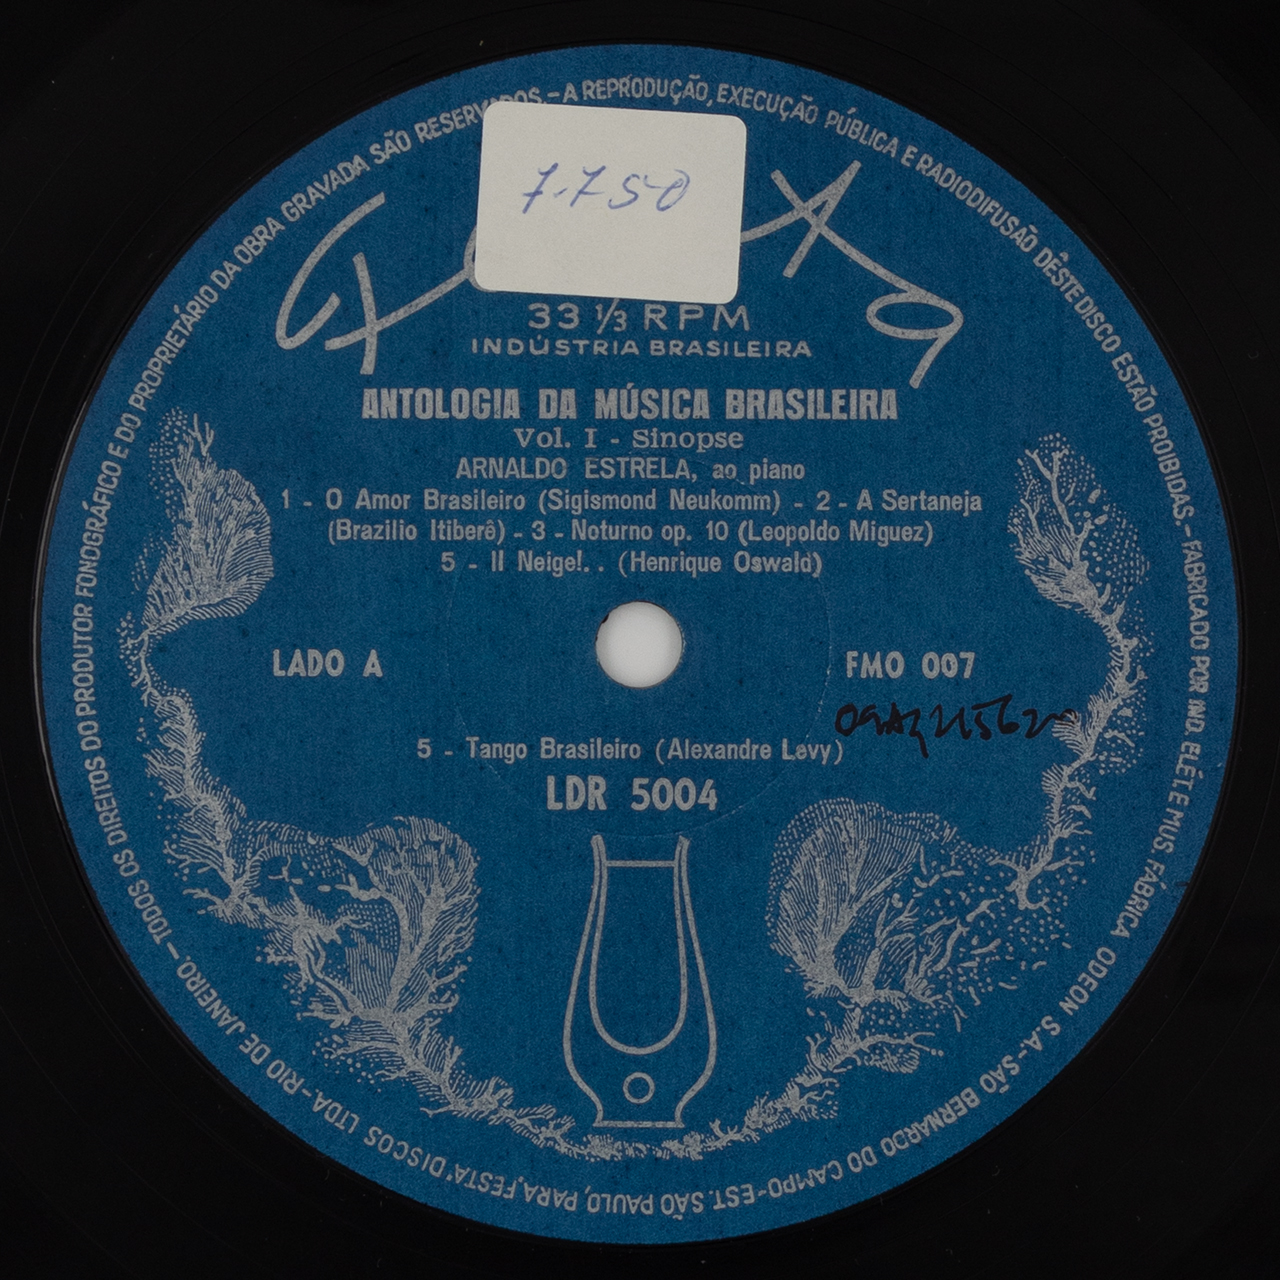 TODOS OS DIREITOS DO PRODUTOR FONOGRÁFICO E DO PROPRIETÁRIO DA OBRA GRAVADA SÃO RESERVADOS.-A REPRODUÇÃO, EXECUÇÃO PÚBLICA E RADIODIFUSÃO DÊSTE DISCO ESTÃO PROIBIDAS.-FABRICADO POR IND. ELÉT. E MUS. FÁBRICA ODEON S.A-SÃO BERNARDO DO CAMPO-EST. SÃO PAULO, PARA "FESTA" DISCOS LTDA-RIO DE JANEIRO.-
7.750
33 1/3 RPM
INDÚSTRIA BRASILEIRA
ANTOLOGIA DA MÚSICA BRASILEIRA
Vol. I - Sinopse
ARNALDO ESTRELA, ao piano
1 - O Amor Brasileiro (Sigismond Neukomm) - 2 - A Sertaneja
(Brazilio Itiberê) - 3 - Noturno op. 10 (Leopoldo Miguez)
5 - Il Neige!. . (Henrique Oswald)
LADO A
FMO 007
5 - Tango Brasileiro (Alexandre Levy)
LDR 5004